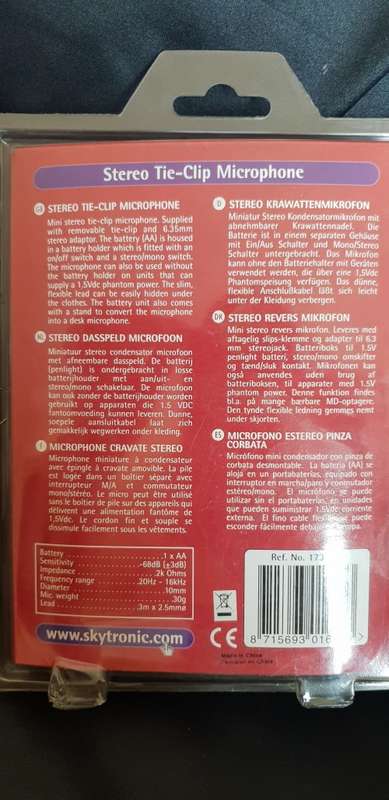 Stereo Tie-Clip Microphone
GB STEREO TIE-CLIP MICROPHONE
Mini stereo tie-clip microphone. Supplied
with removable tie-clip and 6.35mm
stereo adaptor. The battery (AA) is housed
in a battery holder which is fitted with an
on/off switch and a stereo/mono switch.
The microphone can also be used without
the battery holder on units that can
supply a 1.5Vdc phantom power. The slim,
flexible lead can be easily hidden under
the clothes. The battery unit also comes
with a stand to convert the microphone
into a desk microphone.
NL STEREO DASSPELD MICROFOON
Miniatuur stereo condensator microfoon
met afneembare dasspeld. De batterij
(penlight) is ondergebracht in losse
batterijhouder met aan/uit- en
stereo/mono schakelaar. De microfoon
kan ook zonder de batterijhouder worden
gebruikt op apparaten die 1.5 VDC
fantoomvoeding kunnen leveren. Dunne,
soepele aansluitkabel laat zich
gemakkelijk wegwerken onder kleding.
F MICROPHONE CRAVATE STEREO
Microphone miniature à condensateur
avec épingle à cravate amovible. La pile
est logée dans un boîtier séparé avec
interrupteur M/A et commutateur
mono/stéréo. Le micro peut être utilisé
sans le boîtier de pile sur des appareils qui
délivrent une alimentation fantôme de
1,5Vdc. Le cordon fin et souple se
dissimule facilement sous les vêtements.
D STEREO KRAWATTENMIKROFON
Miniatur Stereo Kondensatormikrofon mit
abnehmbarer Krawattennadel. Die
Batterie ist in einem separaten Gehäuse
mit Ein/Aus Schalter und Mono/Stereo
Schalter untergebracht. Das Mikrofon
kann ohne den Batteriehalter mit Geräten
verwendet werden, die über eine 1,5Vdc
Phantomspeisung verfügen. Das dünne,
flexible Anschlußkabel läßt sich leicht
unter der Kleidung verbergen.
DK STEREO REVERS MIKROFON
Mini stereo revers mikrofon. Leveres med
aftagelig slips-klemme og adapter til 6.3
mm stereojack. Batteriboks til 1.5V
penlight batteri, stereo/mono omskifter
og tænd/sluk kontakt. Mikrofonen kan
også anvendes uden brug af
batteriboksen, til apparater med 1.5V
phantom power. Denne funktion findes
bl.a. på mange bærbare MD-optagere.
Den tynde flexible ledning gemmes nemt
under skjorten.
ES MICROFONO ESTEREO PINZA
CORBATA
Micrófono mini condensador con pinza de
corbata desmontable. La batería (AA) se
aloja en un portabaterías, equipado con
interruptor en marcha/paro y conmutador
estéreo/mono. El micrófono se puede
utilizar sin el portabaterías, en unidades
que pueden suministrar 1.5Vdc corriente
externa. El fino cable flexible puede
esconder fácilmente debajo
Battery ..... 1 x AA
Sensitivity ..... -68dB (±3dB)
Impedance ..... 2k Ohms
Frequency range ..... 20Hz - 16kHz
Diameter ..... 10mm
Mic. weight ..... 30g
Lead ..... 3m x 2.5mmø
www.skytronic.com
Ref. No. 173
CE
8 715693 016
Made in China